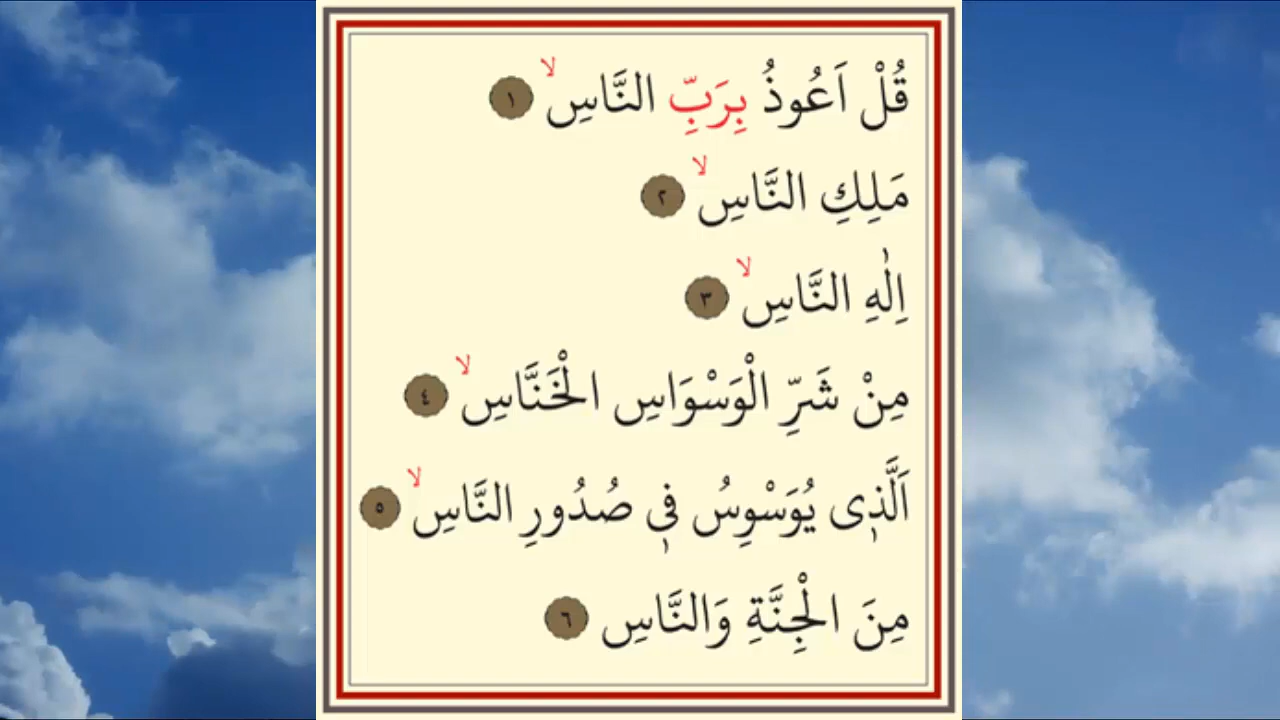 قُلْ اَعُوذُ بِرَبِّ النَّاسِۙ ١
مَلِكِ النَّاسِۙ ٢
اِلٰهِ النَّاسِۙ ٣
مِنْ شَرِّ الْوَسْوَاسِ الْخَنَّاسِۙ ٤
اَلَّذ۪ى يُوَسْوِسُ ف۪ى صُدُورِ النَّاسِۙ ٥
مِنَ الْجِنَّةِ وَالنَّاسِ ٦